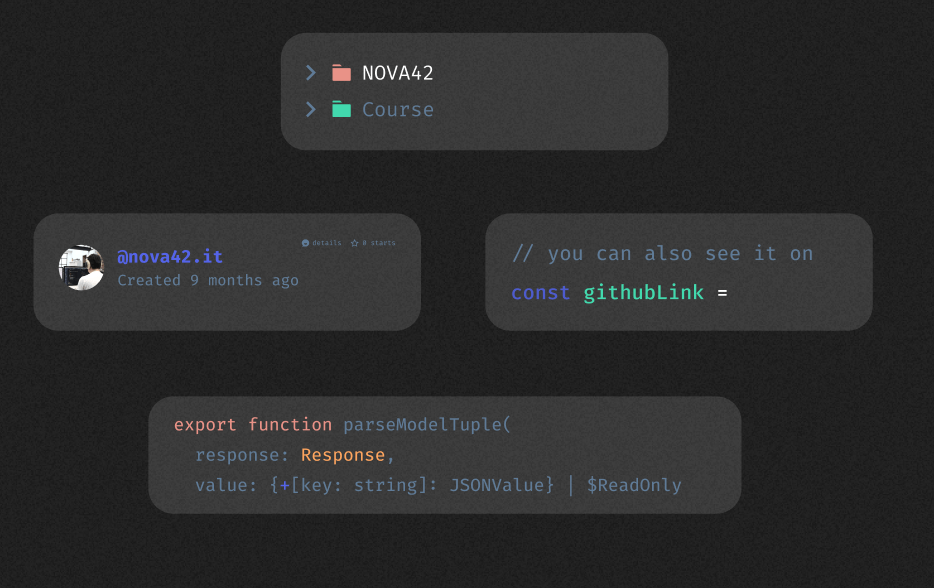 NOVA42
Course
details 0 starts
@nova42.it
Created 9 months ago
// you can also see it on
const githubLink =
export function parseModelTuple(
response: Response,
value: {+[key: string]: JSONValue} | $ReadOnly